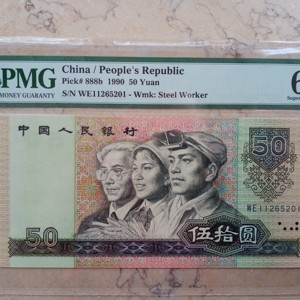 PMG
MONEY GUARANTY
China / People's Republic
Pick# 888b 1990 50 Yuan
S/N WE11265201 - Wmk: Steel Worker
6
中国人民银行
50
WE11265201
50
伍拾圆